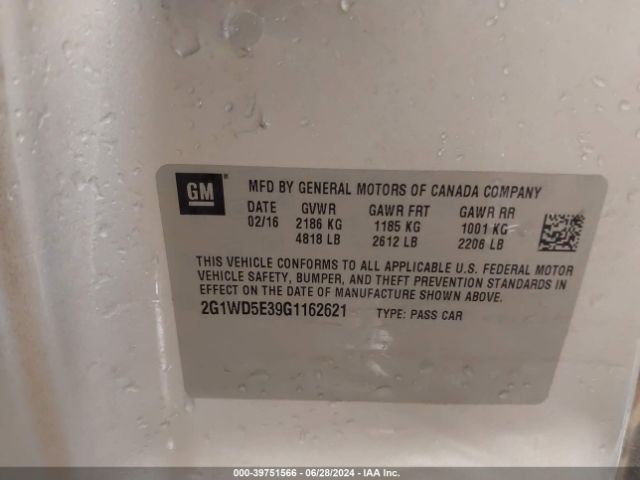 GM ®
MFD BY GENERAL MOTORS OF CANADA COMPANY
DATE GVWR GAWR FRT GAWR RR
02/16 2186 KG 1185 KG 1001 KG
4818 LB 2612 LB 2206 LB
THIS VEHICLE CONFORMS TO ALL APPLICABLE U.S. FEDERAL MOTOR
VEHICLE SAFETY, BUMPER, AND THEFT PREVENTION STANDARDS IN
EFFECT ON THE DATE OF MANUFACTURE SHOWN ABOVE.
2G1WD5E39G1162621 TYPE: PASS CAR
000-39751566 - 06/28/2024 - IAA Inc.